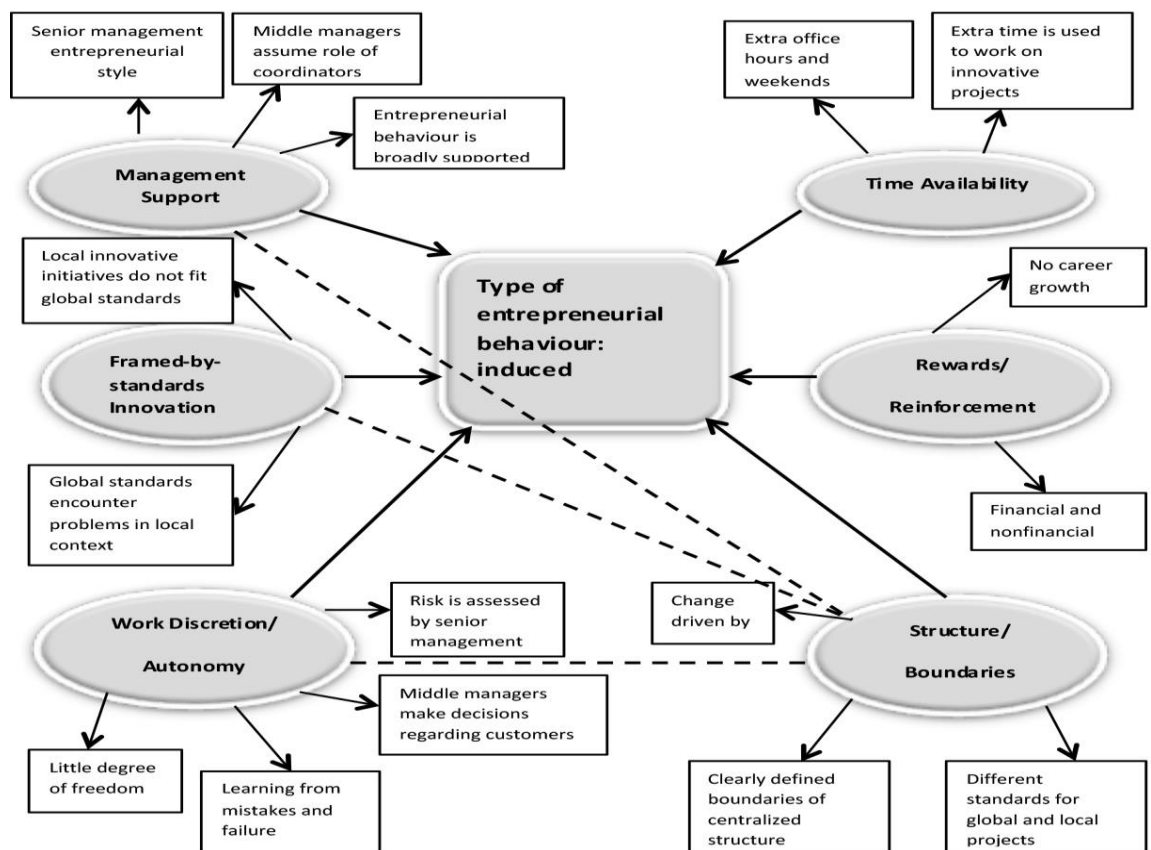 Senior management
entrepreneurial
style
Middle managers
assume role of
coordinators
Entrepreneurial
behaviour is
broadly supported
Management
Support
Extra office
hours and
weekends
Extra time is used
to work on
innovative
projects
Time Availability
Local innovative
initiatives do not fit
global standards
Type of
entrepreneurial
behaviour:
induced
No career
growth
Framed-by-
standards
Innovation
Rewards/
Reinforcement
Global standards
encounter
problems in local
context
Financial and
nonfinancial
Work Discretion/
Autonomy
Risk is assessed
by senior
management
Change
driven by
Structure/
Boundaries
Middle managers
make decisions
regarding customers
Little degree
of freedom
Learning from
mistakes and
failure
Clearly defined
boundaries of
centralized
structure
Different
standards for
global and local
projects